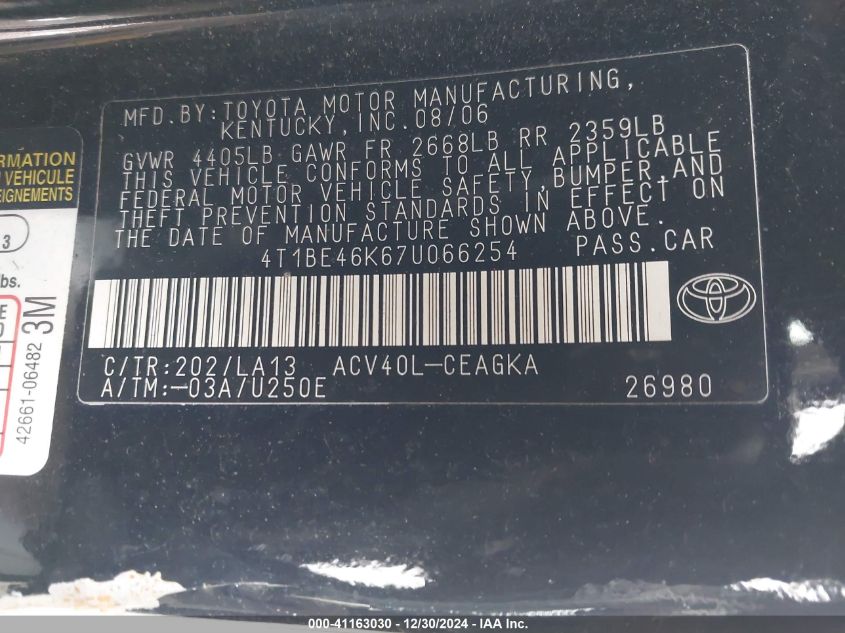 MFD.BY:TOYOTA MOTOR MANUFACTURING,
KENTUCKY, INC. 08/06
GVWR 4405LB GAWR FR 2668LB RR 2359LB
THIS VEHICLE CONFORMS TO ALL APPLICABLE
FEDERAL MOTOR VEHICLE SAFETY,BUMPER,AND
THEFT PREVENTION STANDARDS IN EFFECT ON
THE DATE OF MANUFACTURE SHOWN ABOVE.
4T1BE46K67U066254 PASS.CAR
C/TR:202/LA13 ACV40L-CEAGKA
A/TM:-03A/U250E 26980
RMATION
VEHICLE
EIGNEMENTS
3
lbs.
E
42661-06482 3M
000-41163030 - 12/30/2024 - IAA Inc.